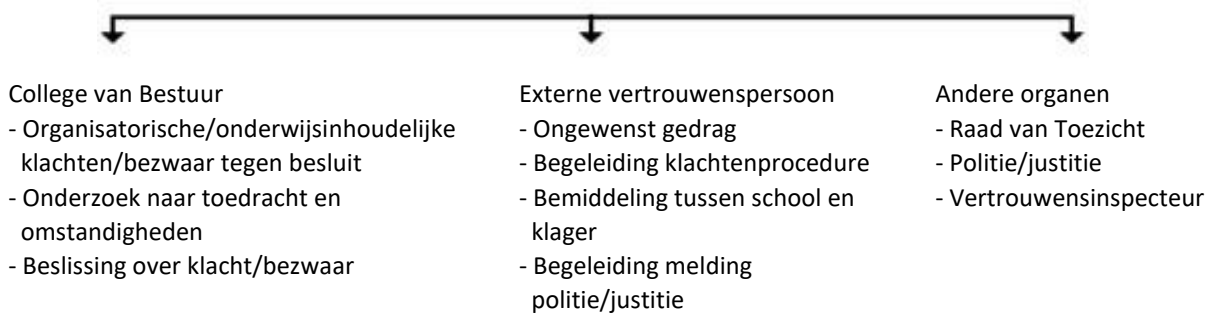 College van Bestuur
- Organisatorische/onderwijsinhoudelijke
klachten/bezwaar tegen besluit
- Onderzoek naar toedracht en
omstandigheden
- Beslissing over klacht/bezwaar
Externe vertrouwenspersoon
- Ongewenst gedrag
- Begeleiding klachtenprocedure
- Bemiddeling tussen school en
klager
- Begeleiding melding
politie/justitie
Andere organen
- Raad van Toezicht
- Politie/justitie
- Vertrouwensinspecteur